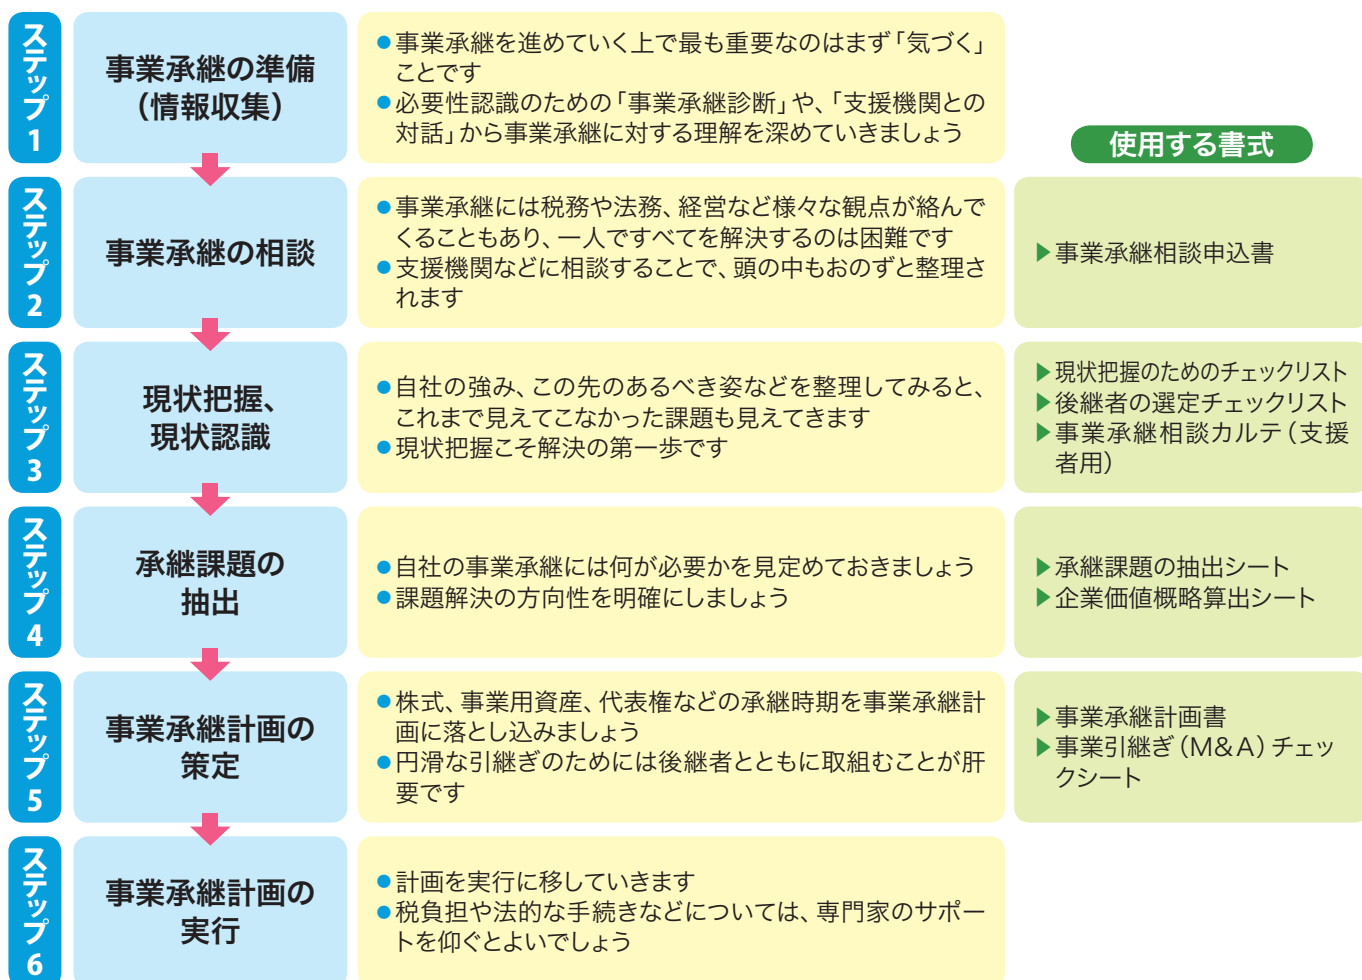 ステップ1
事業承継の準備
（情報収集）
●事業承継を進めていく上で最も重要なのはまず「気づく」
ことです
●必要性認識のための「事業承継診断」や、「支援機関との
対話」から事業承継に対する理解を深めていきましょう
使用する書式
ステップ2
事業承継の相談
●事業承継には税務や法務、経営など様々な観点が絡んで
くることもあり、一人ですべてを解決するのは困難です
●支援機関などに相談することで、頭の中もおのずと整理さ
れます
▶事業承継相談申込書
ステップ3
現状把握、
現状認識
●自社の強み、この先のあるべき姿などを整理してみると、
これまで見えてこなかった課題も見えてきます
●現状把握こそ解決の第一歩です
▶現状把握のためのチェックリスト
▶後継者の選定チェックリスト
▶事業承継相談カルテ（支援
者用）
ステップ4
承継課題の
抽出
●自社の事業承継には何が必要かを見定めておきましょう
●課題解決の方向性を明確にしましょう
▶承継課題の抽出シート
▶企業価値概略算出シート
ステップ5
事業承継計画の
策定
●株式、事業用資産、代表権などの承継時期を事業承継計
画に落とし込みましょう
●円滑な引継ぎのためには後継者とともに取組むことが肝
要です
▶事業承継計画書
▶事業引継ぎ（M&A）チェッ
クシート
ステップ6
事業承継計画の
実行
●計画を実行に移していきます
●税負担や法的な手続きなどについては、専門家のサポー
トを仰ぐとよいでしょう